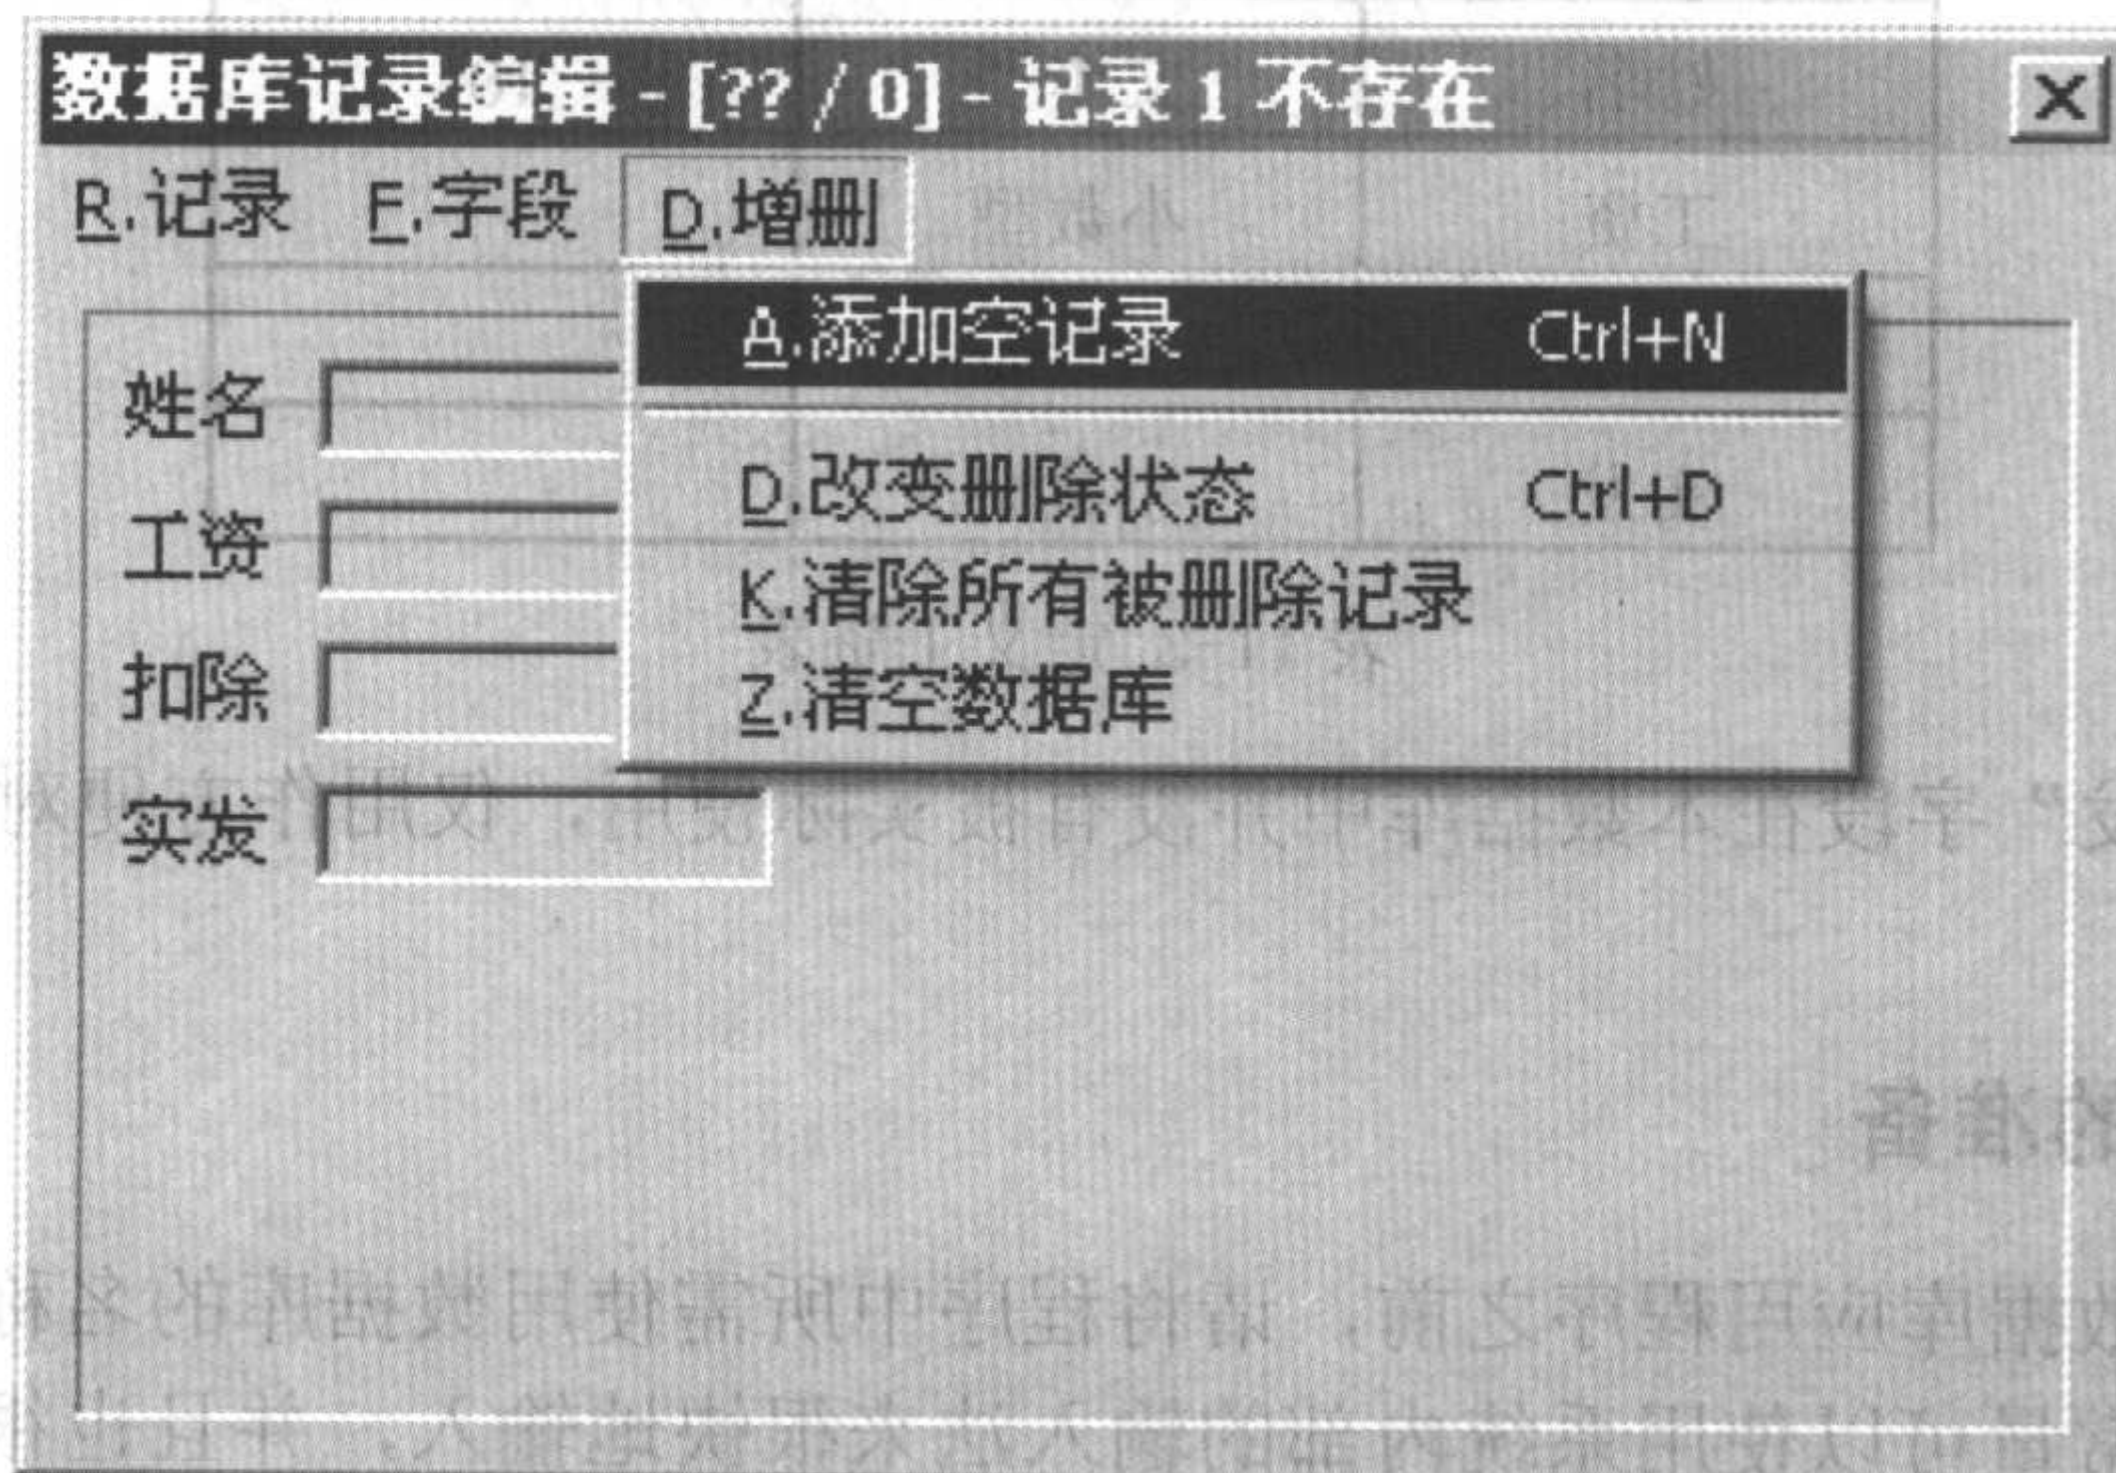 数据库记录编辑 - [?? / 0] - 记录 1 不存在
R.记录 F.字段 D.增删
A.添加空记录 Ctrl+N
D.改变删除状态 Ctrl+D
K.清除所有被删除记录
Z.清空数据库
姓名
工资
扣除
实发